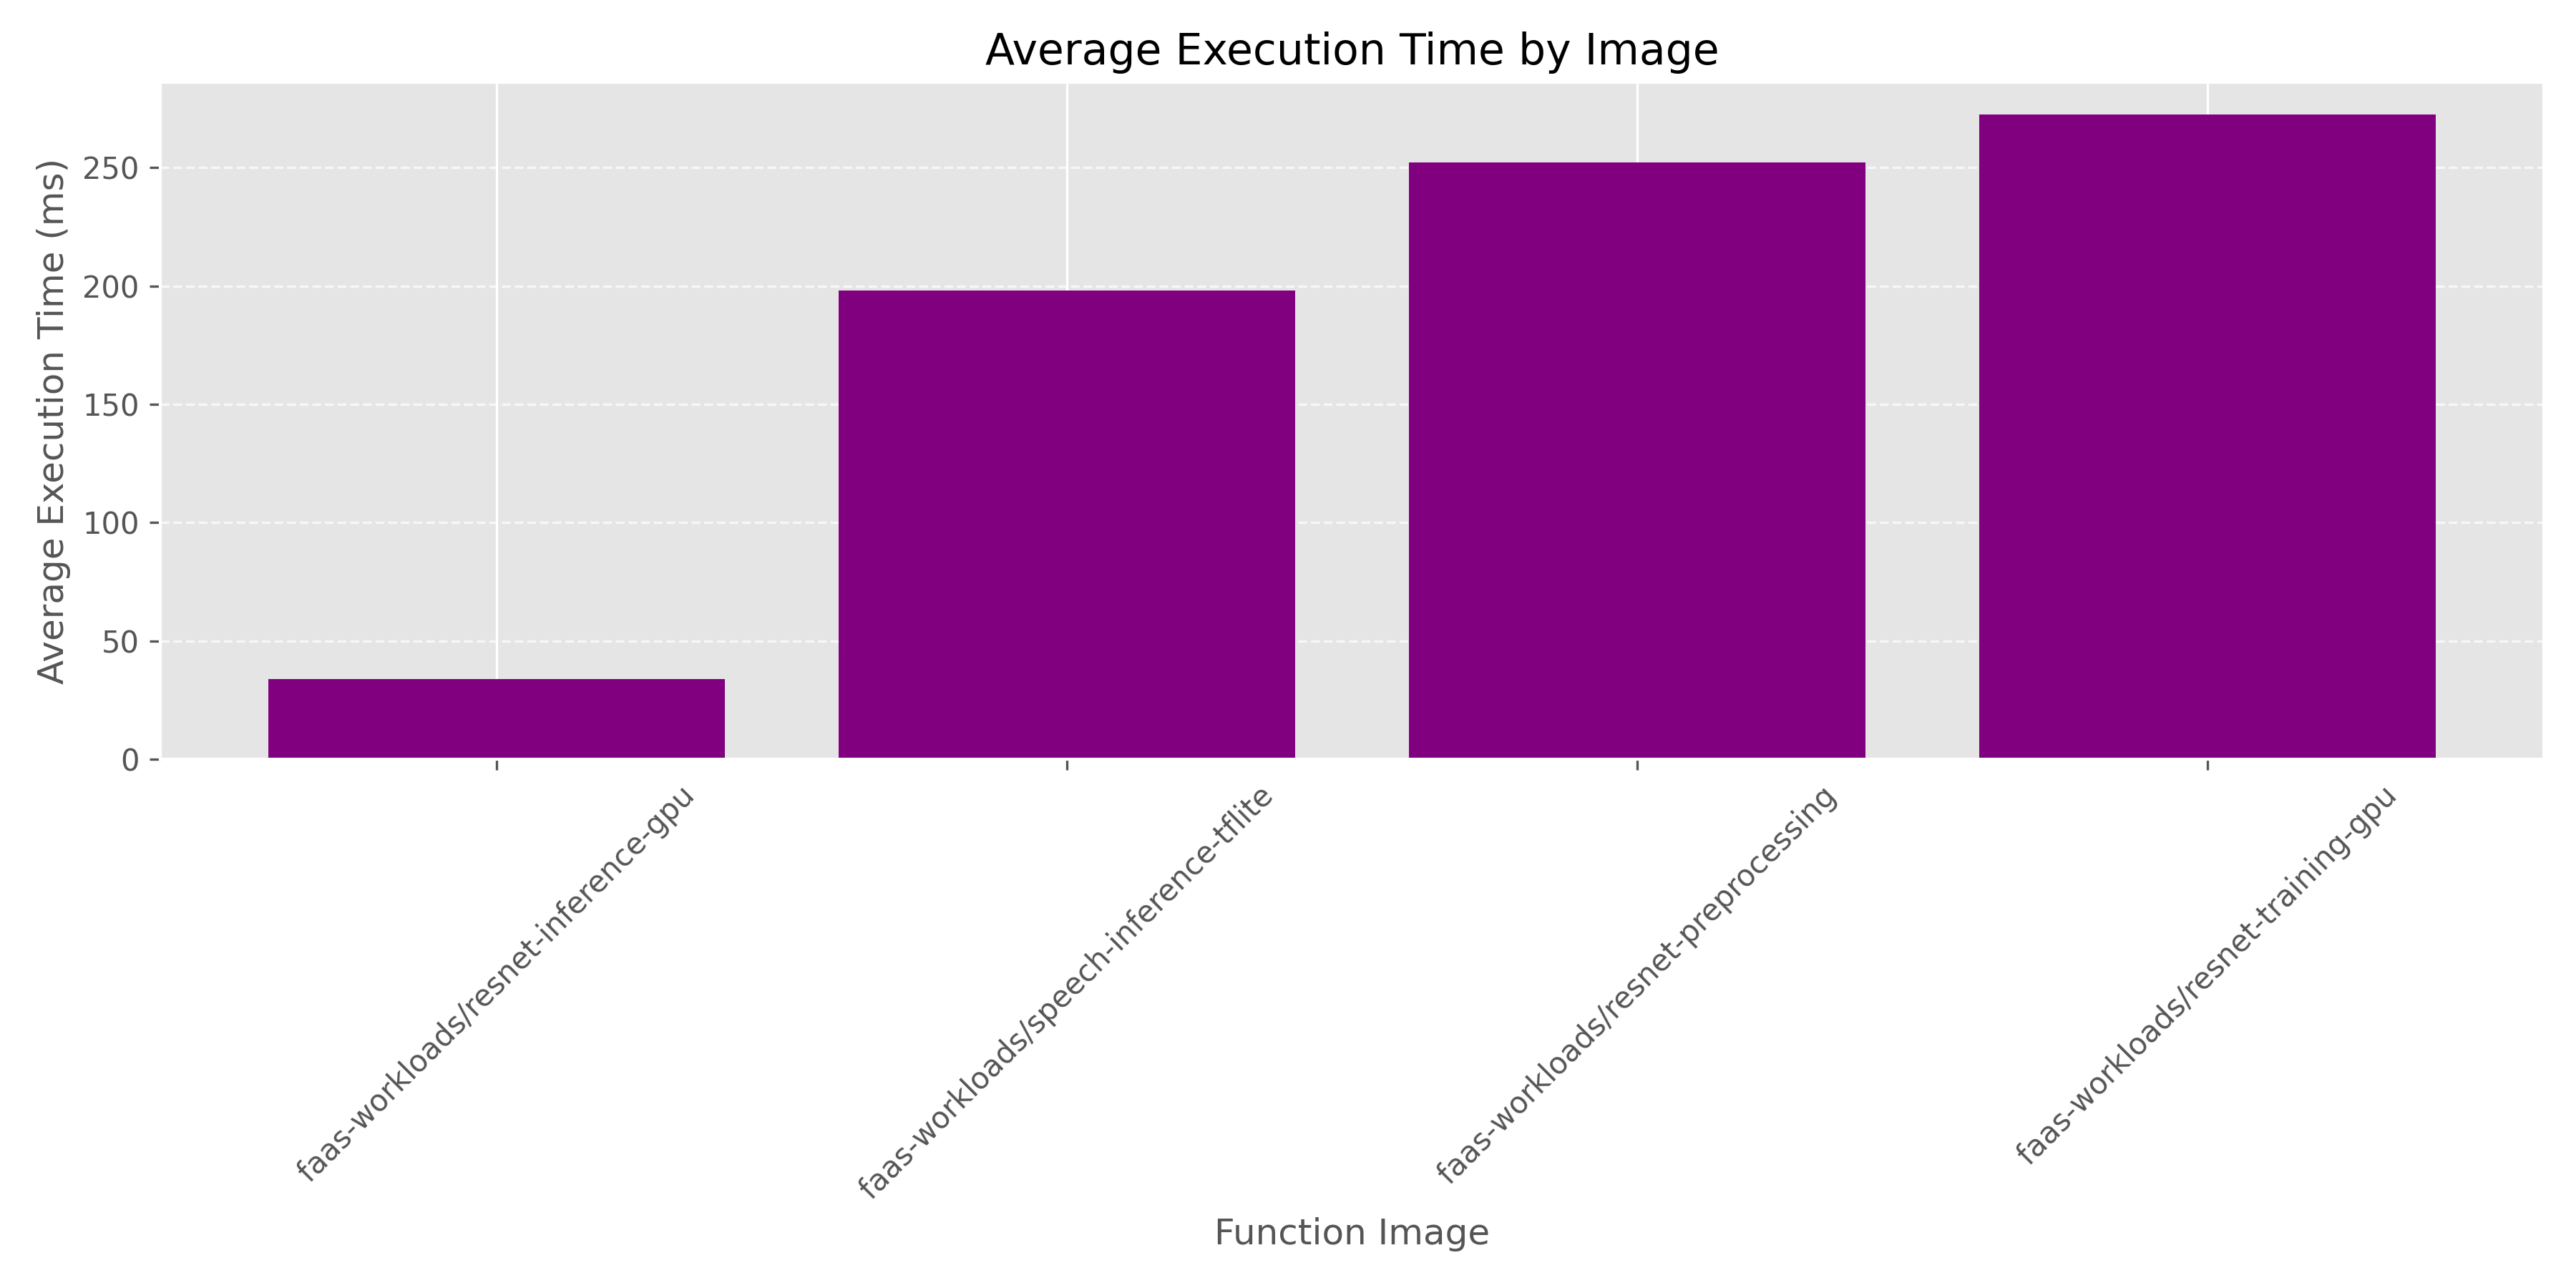 Average Execution Time by Image
Average Execution Time (ms)
250
200
150
100
50
0
faas-workloads/resnet-inference-gpu
faas-workloads/speech-inference-tflite
faas-workloads/resnet-preprocessing
faas-workloads/resnet-training-gpu
Function Image